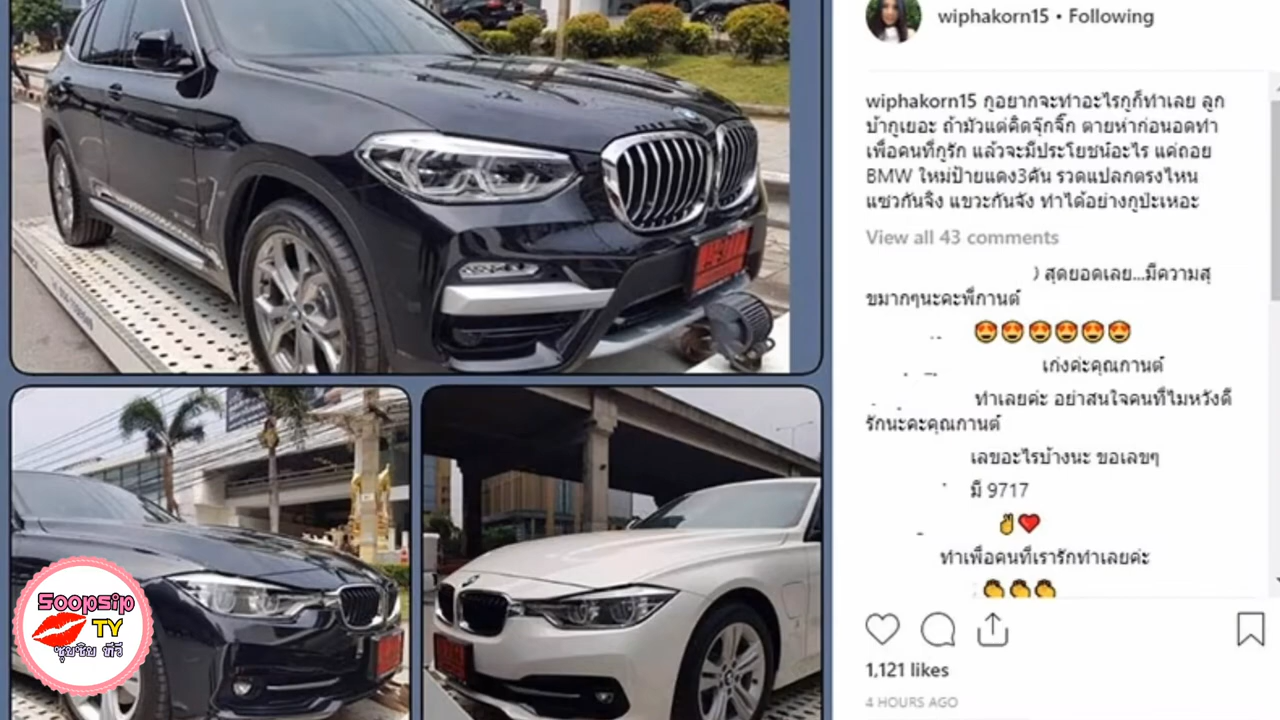 wiphakorn15 • Following
wiphakorn15 กูอยากจะทำอะไรกูก็ทำเลย ลูก
บ้ากูเยอะ ถ้ามัวแต่คิดจุ๊กจิ๊ก ตายห่าก่อนอดทำ
เพื่อคนที่กูรัก แล้วจะมีประโยชน์อะไร แค่ถอย
BMW ใหม่ป้ายแดง3คัน รวดแปลกตรงไหน
แซวกันจิ๊ง แขวะกันจัง ทำได้อย่างกูป่ะเหอะ
View all 43 comments
) สุดยอดเลย...มีความสุ
ขมากๆนะคะพี่กานต์
เก่งค่ะคุณกานต์
ทำเลยค่ะ อย่าสนใจคนที่ไม่หวังดี
รักนะคะคุณกานต์
เลขอะไรบ้างนะ ขอเลขๆ
มี 9717
ทำเพื่อคนที่เรารักทำเลยค่ะ
Soopsip
TV
ซุบซิบ ทีวี
1,121 likes
4 HOURS AGO